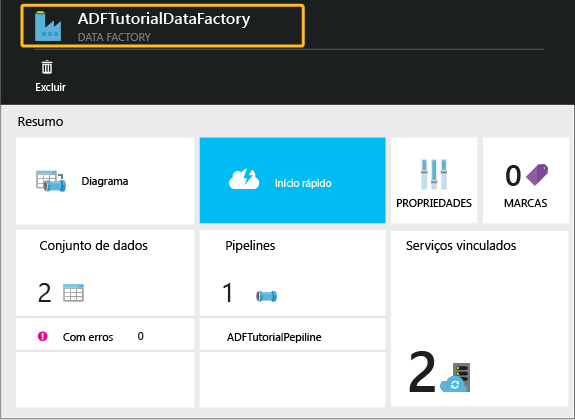 ADFTutorialDataFactory
DATA FACTORY
Excluir
Resumo
Diagrama
Início rápido
PROPRIEDADES
0
MARCAS
Conjunto de dados
2
Com erros 0
Pipelines
1
ADFTutorialPepiline
Serviços vinculados
2